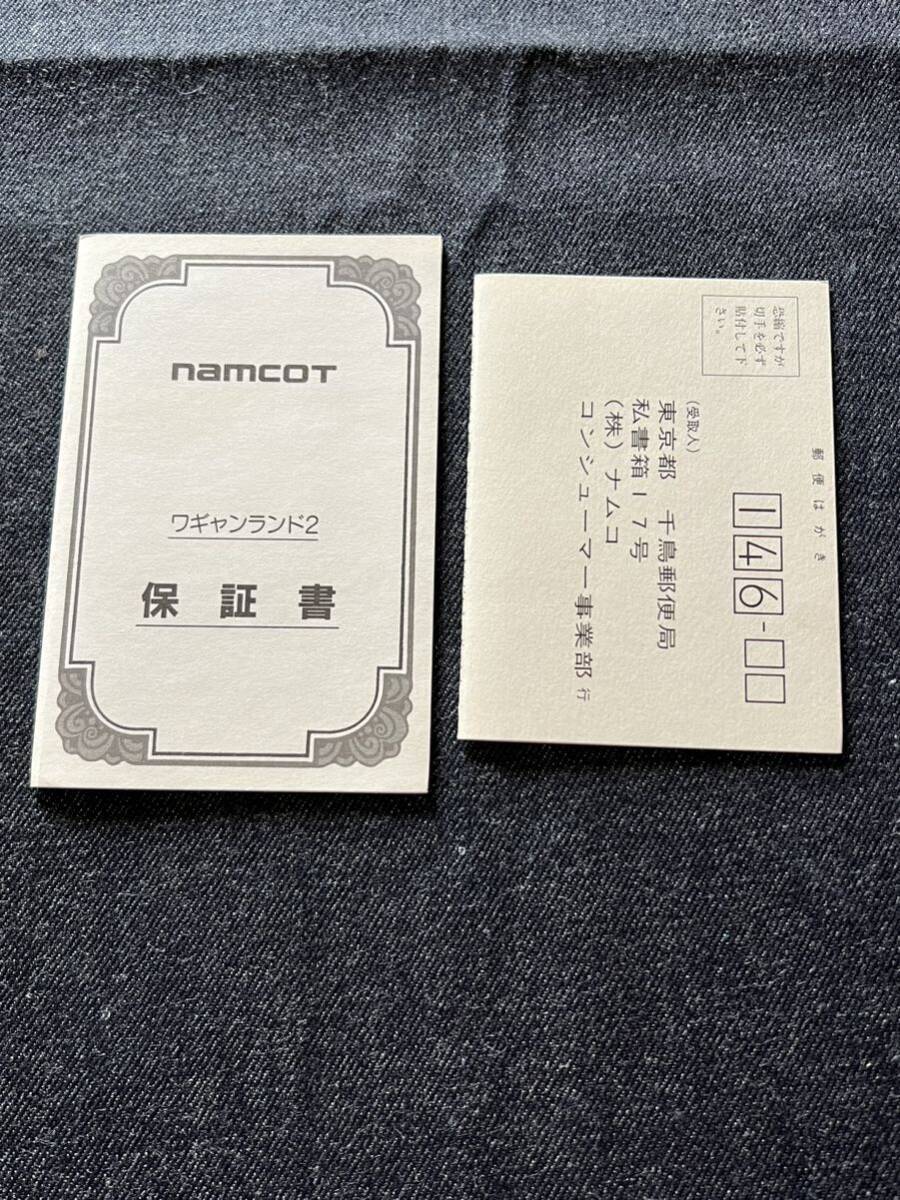 namcoT
ワギャンランド2
保証書
恐縮ですが
切手を必ず
貼付して下
さい。
郵便はがき
146-
(受取人)
東京都 千鳥郵便局
私書箱17号
(株)ナムコ
コンシューマー事業部 行